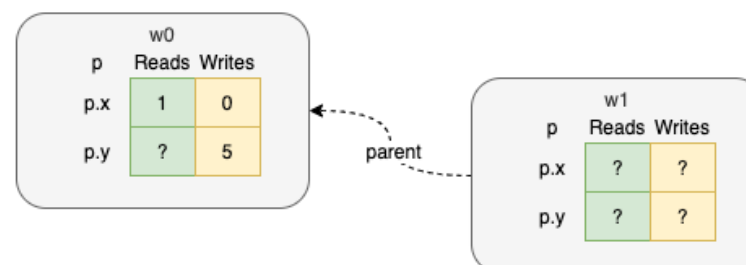 w0
p Reads Writes
p.x 1 0
p.y ? 5
parent
w1
p Reads Writes
p.x ? ?
p.y ? ?